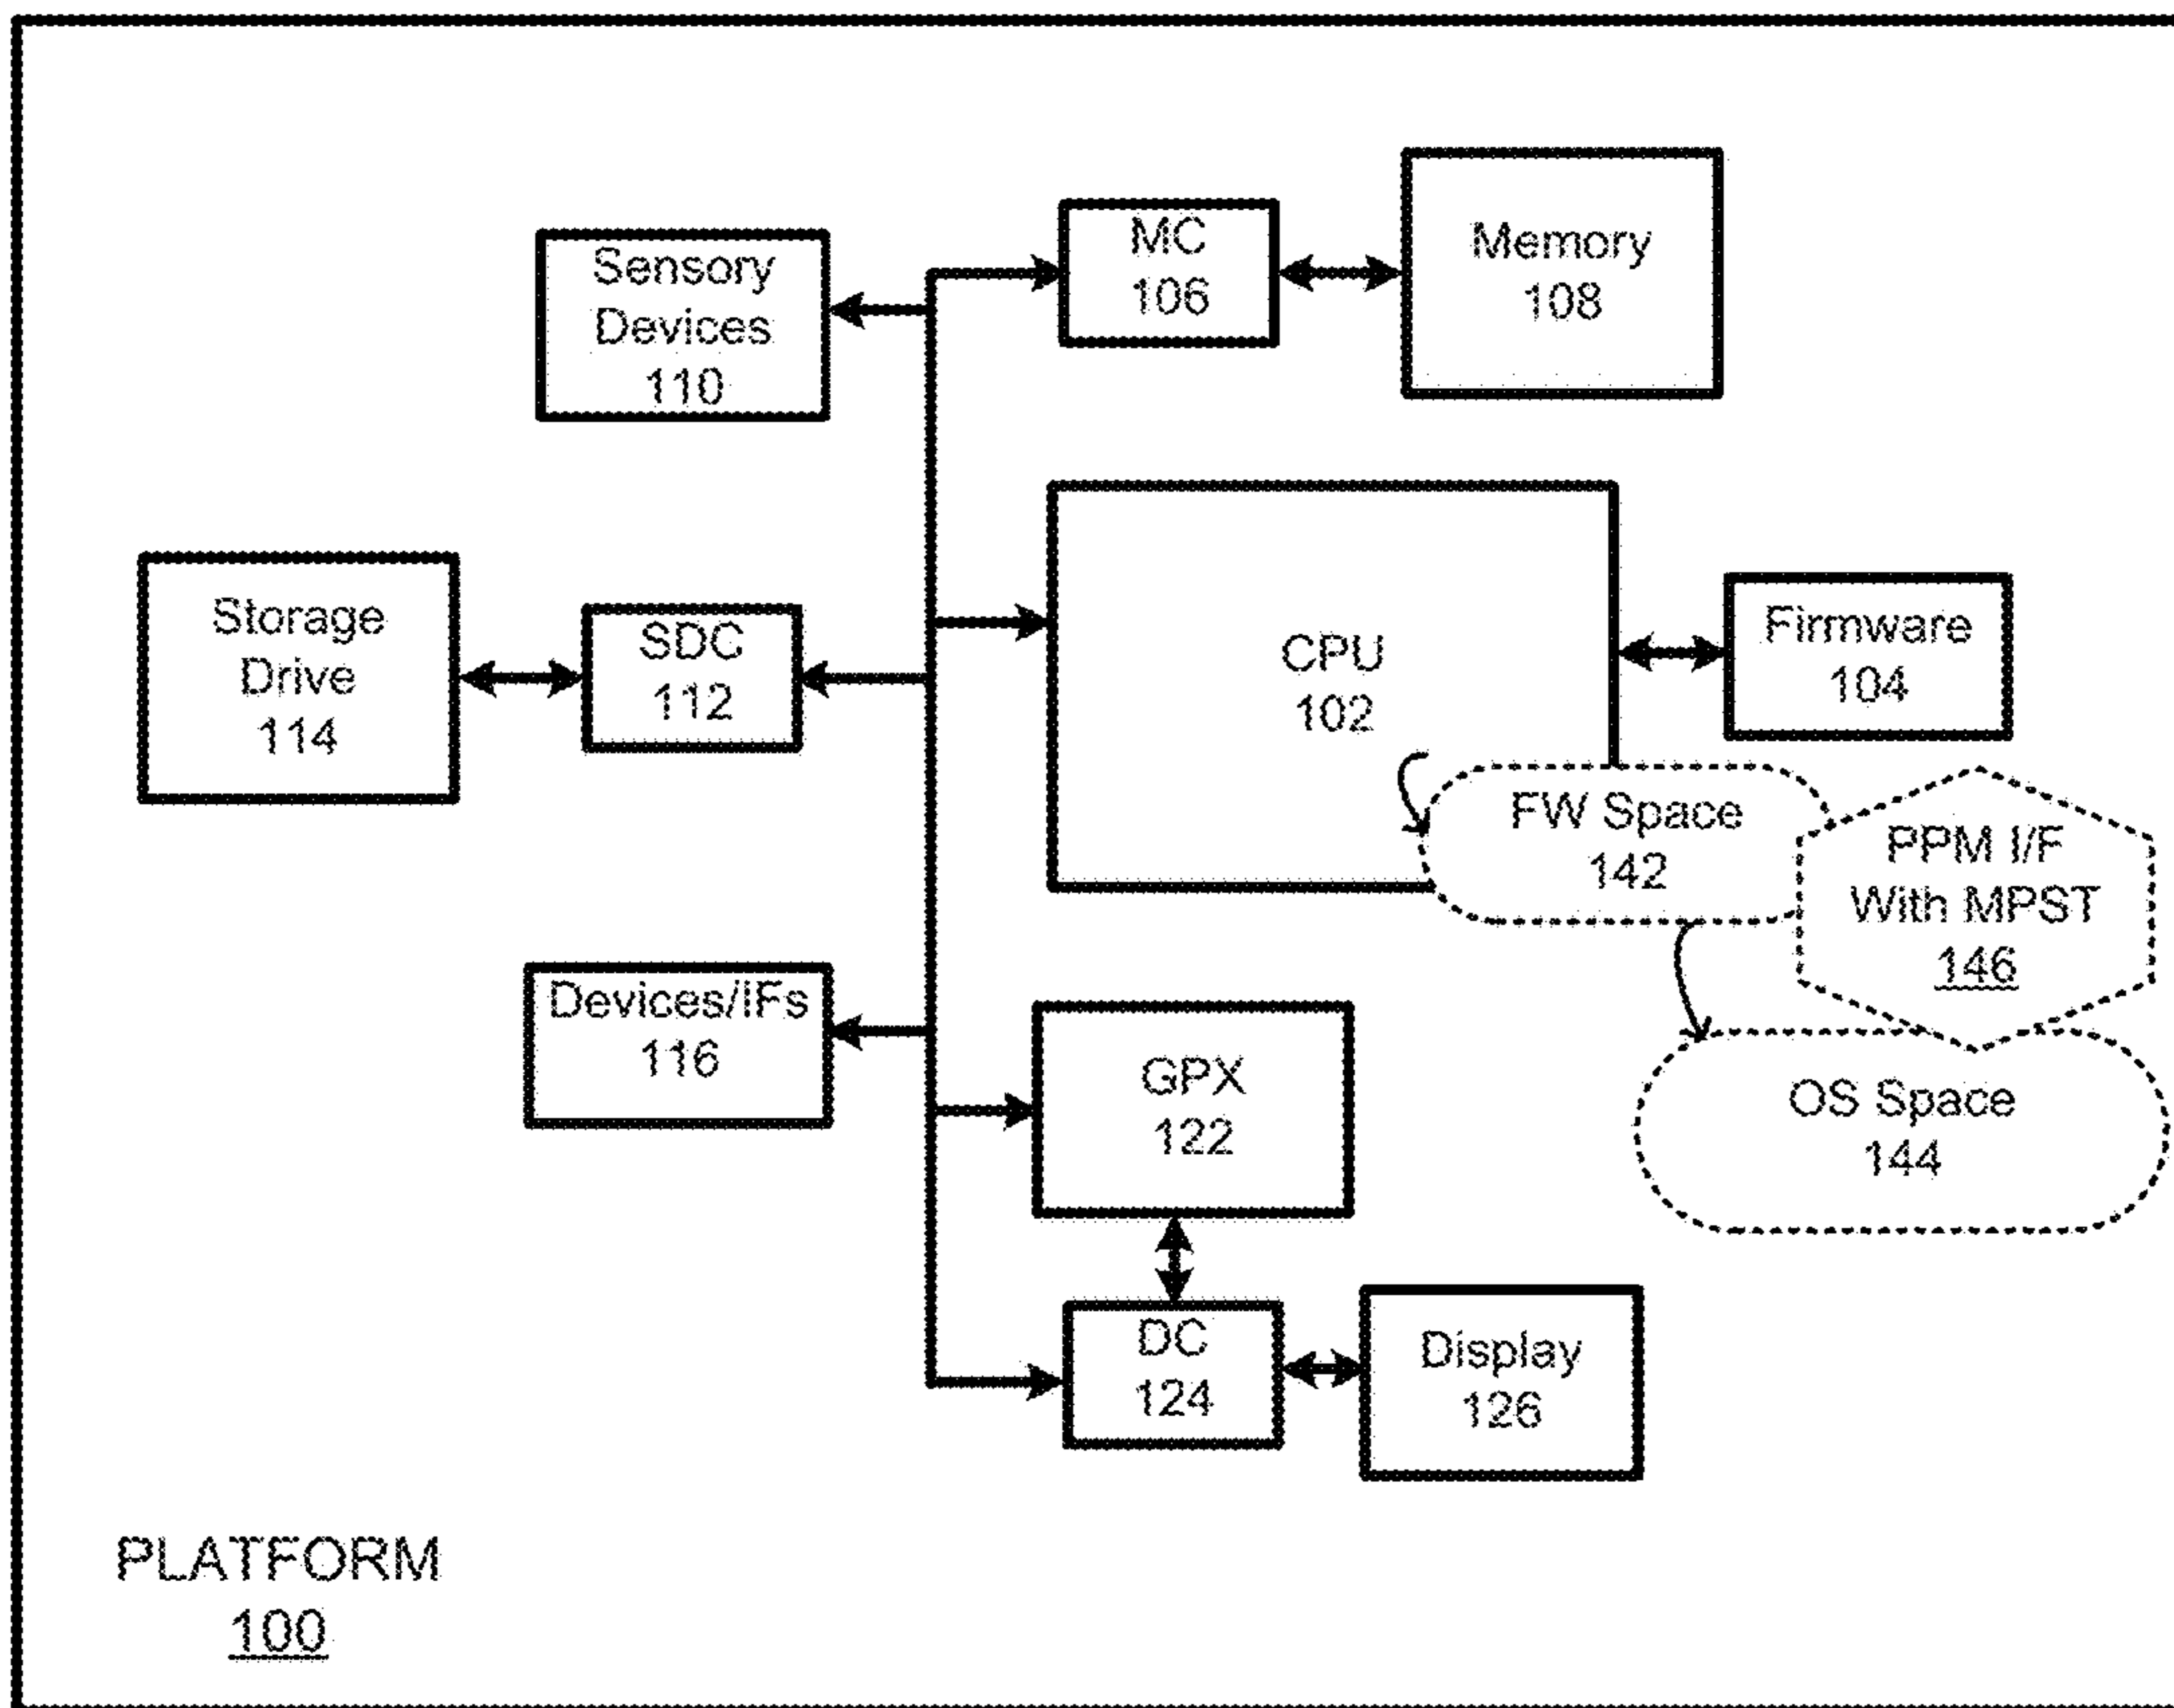 MC
106
Memory
108
Sensory
Devices
110
Storage
Drive
114
SDC
112
CPU
102
Firmware
104
FW Space
142
PPM I/F
With MPST
146
Devices/IFs
116
GPX
122
OS Space
144
DC
124
Display
126
PLATFORM
100